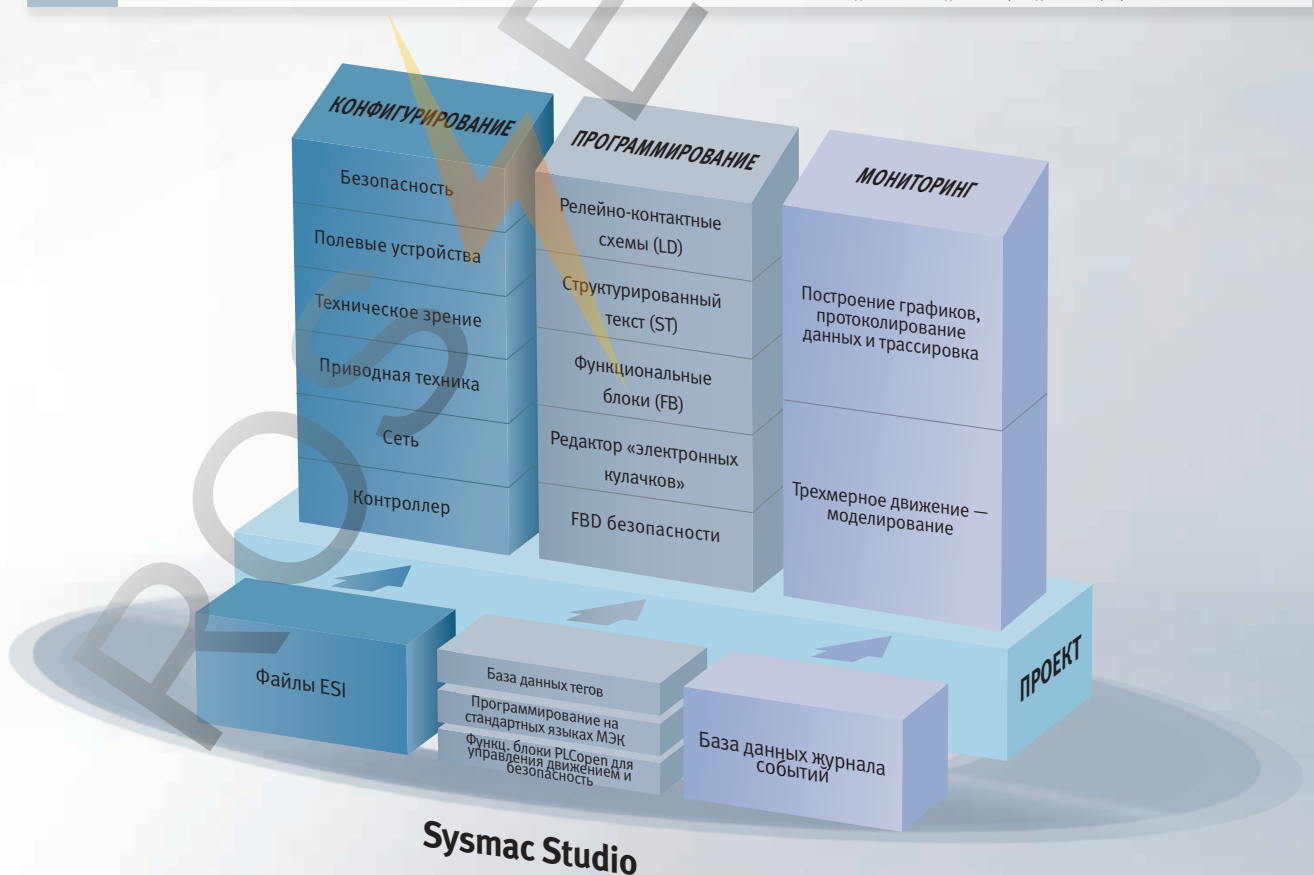 КОНФИГУРИРОВАНИЕ
Безопасность
Полевые устройства
Техническое зрение
Приводная техника
Сеть
Контроллер
ПРОГРАММИРОВАНИЕ
Релейно-контактные
схемы (LD)
Структурированный
текст (ST)
Функциональные
блоки (FB)
Редактор «электронных
кулачков»
FBD безопасности
МОНИТОРИНГ
Построение графиков,
протоколирование
данных и трассировка
Трехмерное движение —
моделирование
ПРОЕКТ
Файлы ESI
База данных тегов
Программирование на
стандартных языках МЭК
Функц. блоки PLCopen для
управления движением и
безопасность
База данных журнала
событий
Sysmac Studio
ROS E